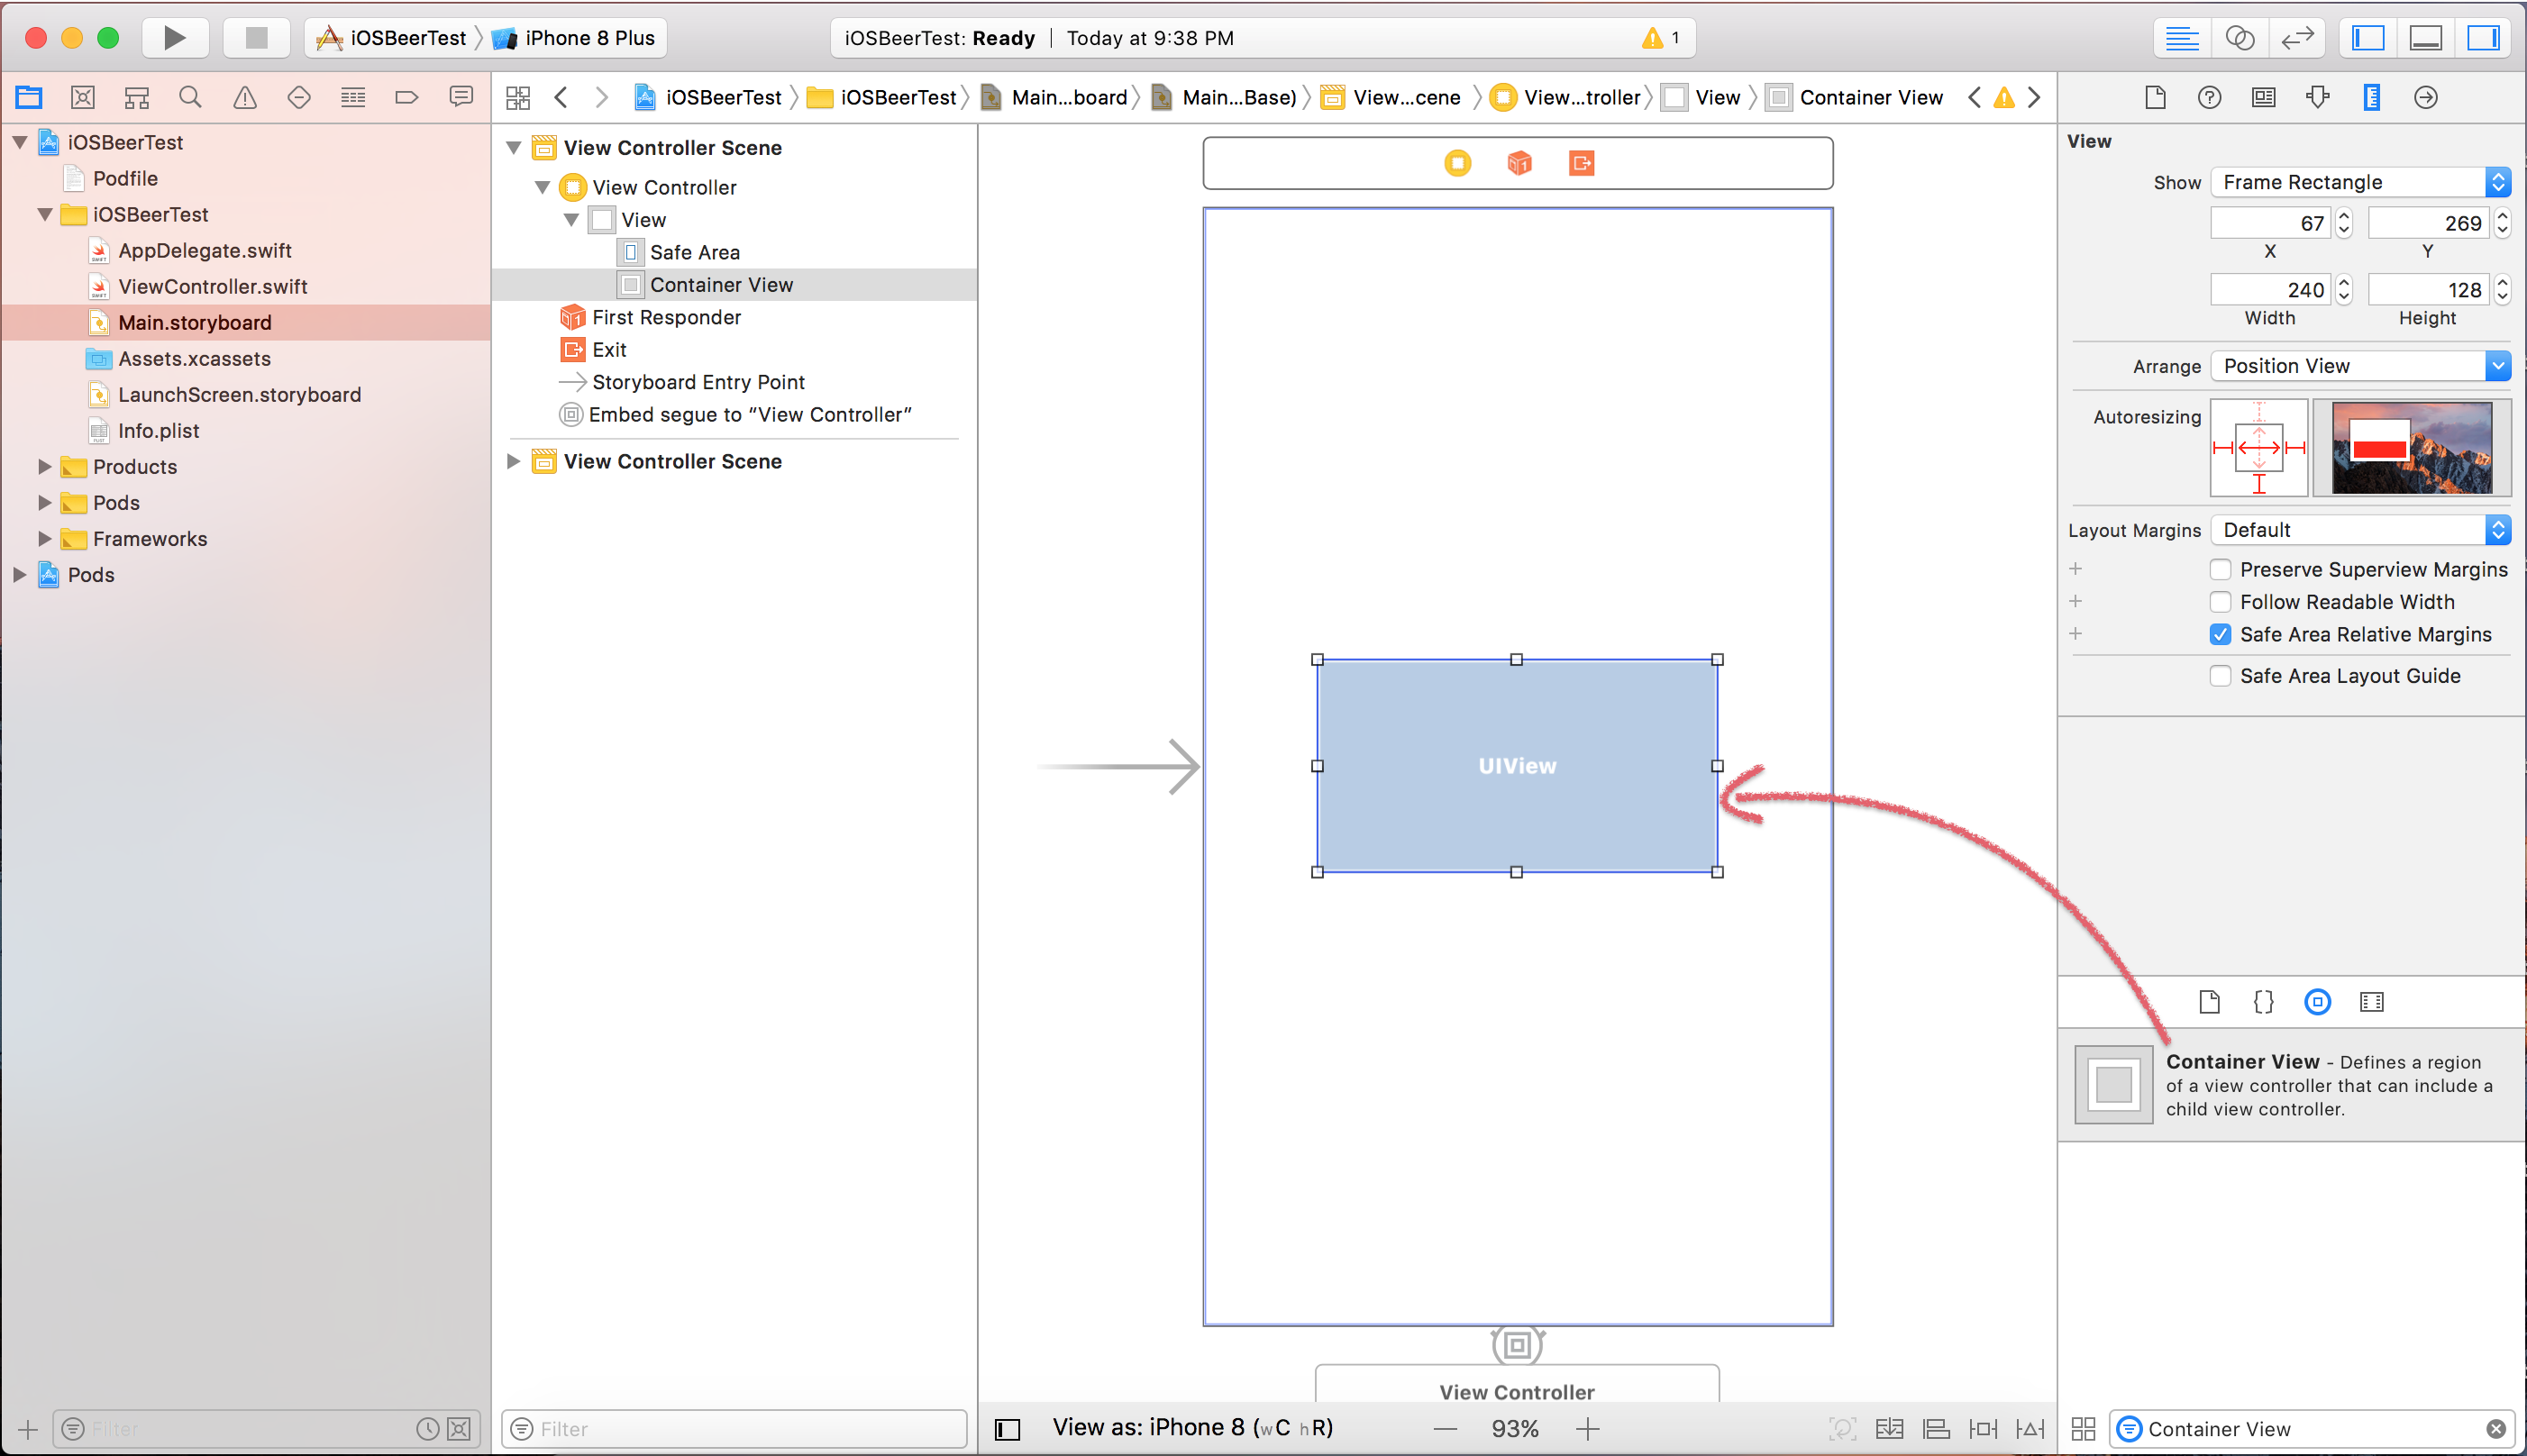 iOSBeerTest iPhone 8 Plus
iOSBeerTest: Ready | Today at 9:38 PM 1
iOSBeerTest iOSBeerTest Main...board Main...Base) View...cene View...troller View Container View
iOSBeerTest
Podfile
iOSBeerTest
AppDelegate.swift
ViewController.swift
Main.storyboard
Assets.xcassets
LaunchScreen.storyboard
Info.plist
Products
Pods
Frameworks
Pods
Filter
View Controller Scene
View Controller
View
Safe Area
Container View
First Responder
Exit
Storyboard Entry Point
Embed segue to “View Controller”
View Controller Scene
Filter
UIView
View Controller
View as: iPhone 8 (wC hR)
93%
View
Show Frame Rectangle
67 269
X Y
240 128
Width Height
Arrange Position View
Autoresizing
Layout Margins Default
Preserve Superview Margins
Follow Readable Width
Safe Area Relative Margins
Safe Area Layout Guide
Container View - Defines a region
of a view controller that can include a
child view controller.
Container View